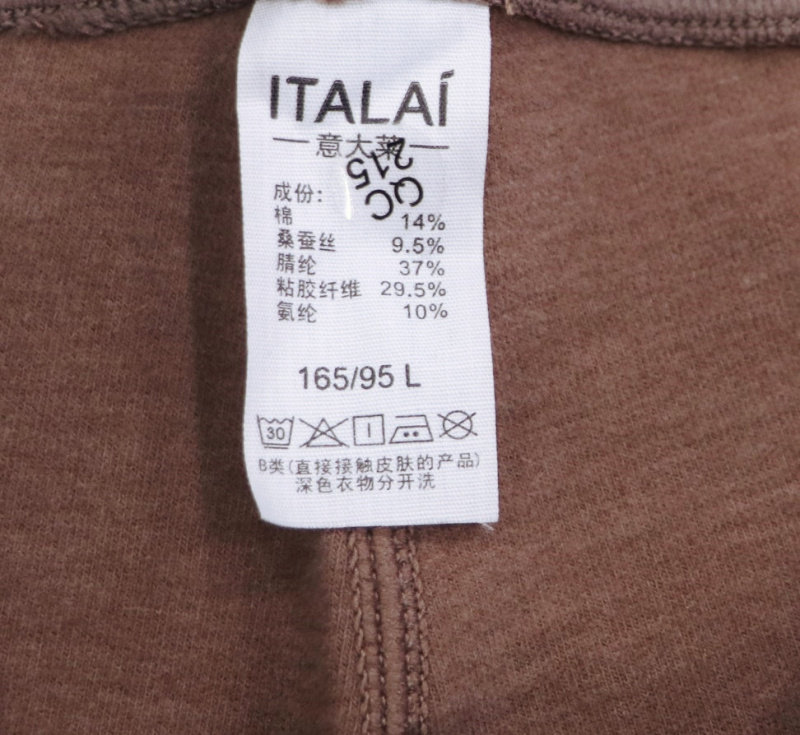 ITALAÍ
意大莱
QC
215
成份：
棉 14%
桑蚕丝 9.5%
腈纶 37%
粘胶纤维 29.5%
氨纶 10%
165/95 L
30
B类(直接接触皮肤的产品)
深色衣物分开洗